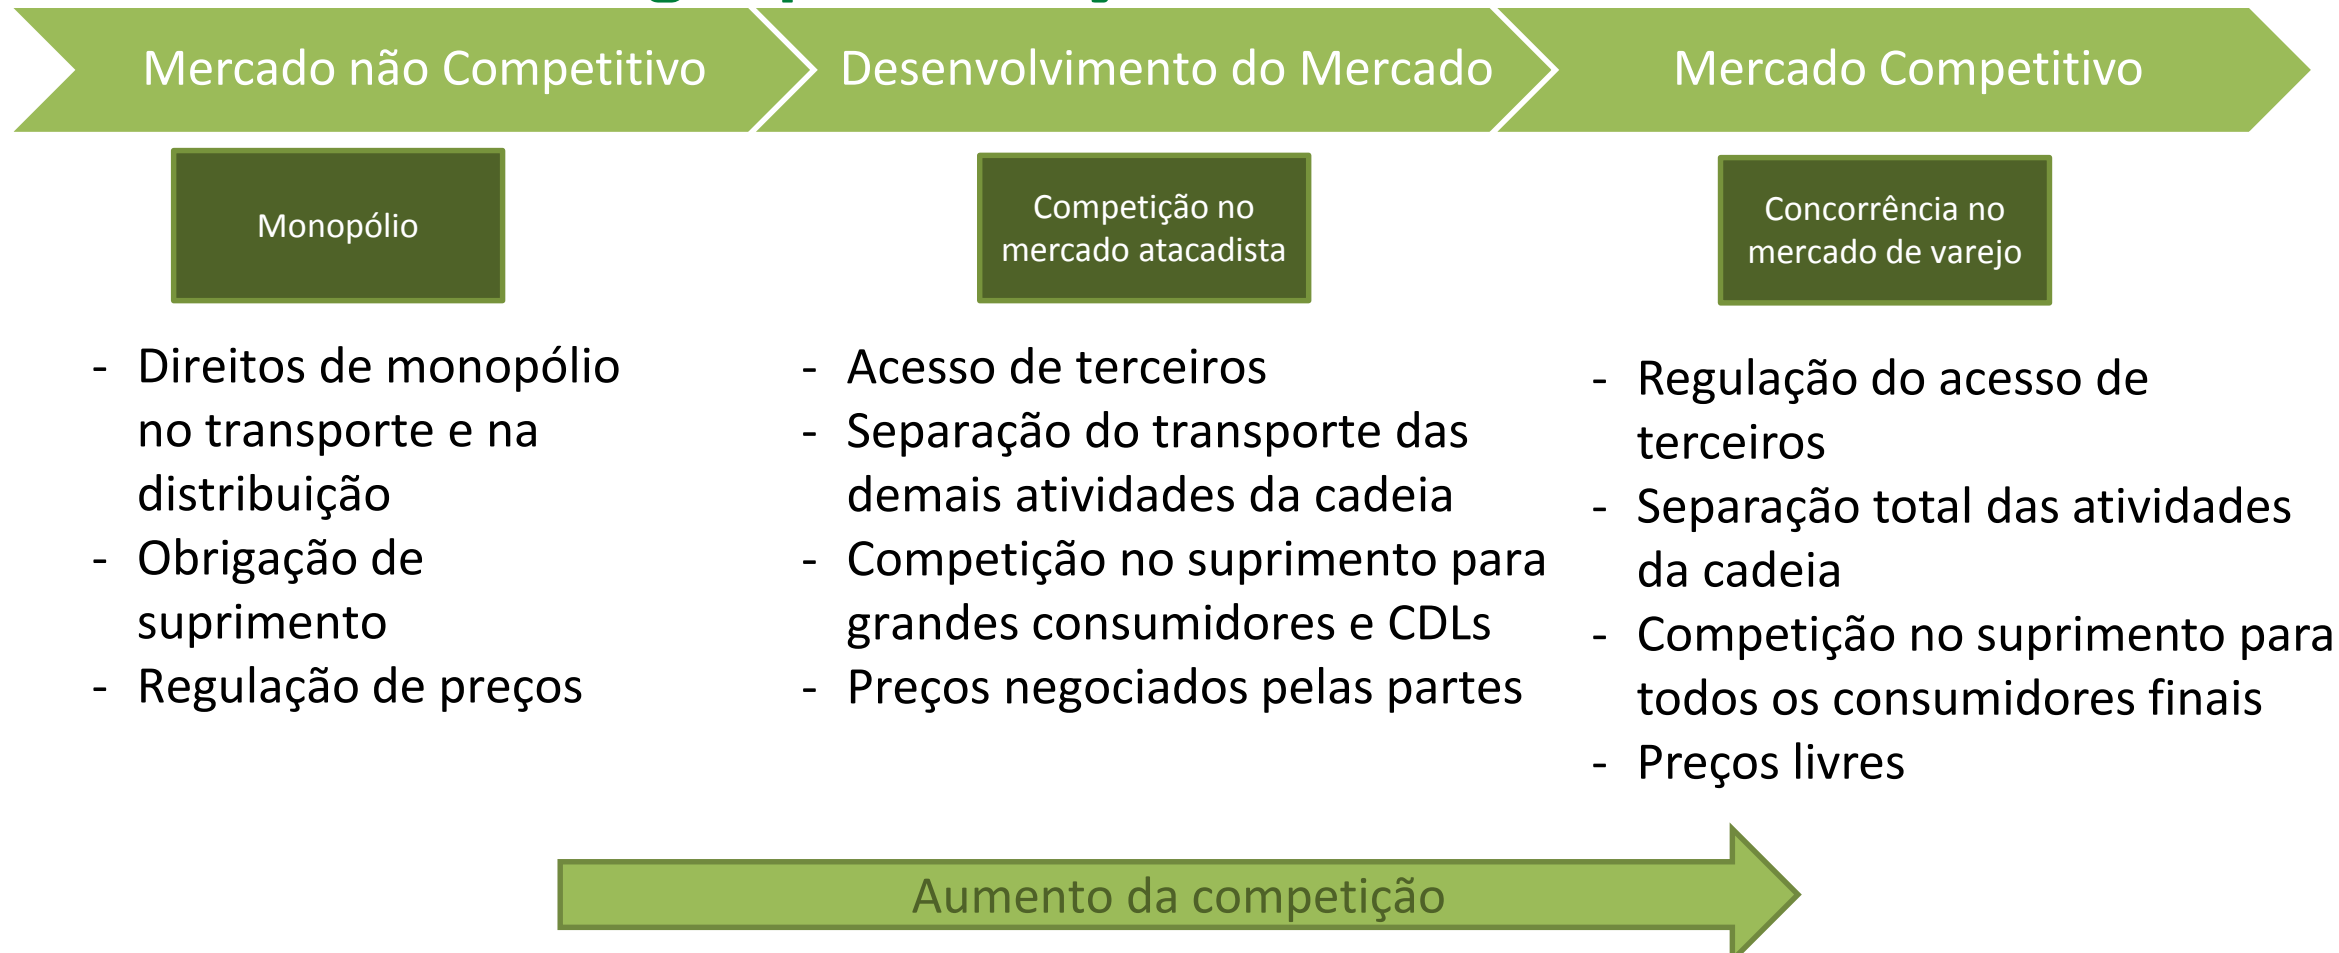 Mercado não Competitivo
Desenvolvimento do Mercado
Mercado Competitivo
Monopólio
Competição no
mercado atacadista
Concorrência no
mercado de varejo
- Direitos de monopólio
no transporte e na
distribuição
- Obrigação de
suprimento
- Regulação de preços
- Acesso de terceiros
- Separação do transporte das
demais atividades da cadeia
- Competição no suprimento para
grandes consumidores e CDLs
- Preços negociados pelas partes
- Regulação do acesso de
terceiros
- Separação total das atividades
da cadeia
- Competição no suprimento para
todos os consumidores finais
- Preços livres
Aumento da competição